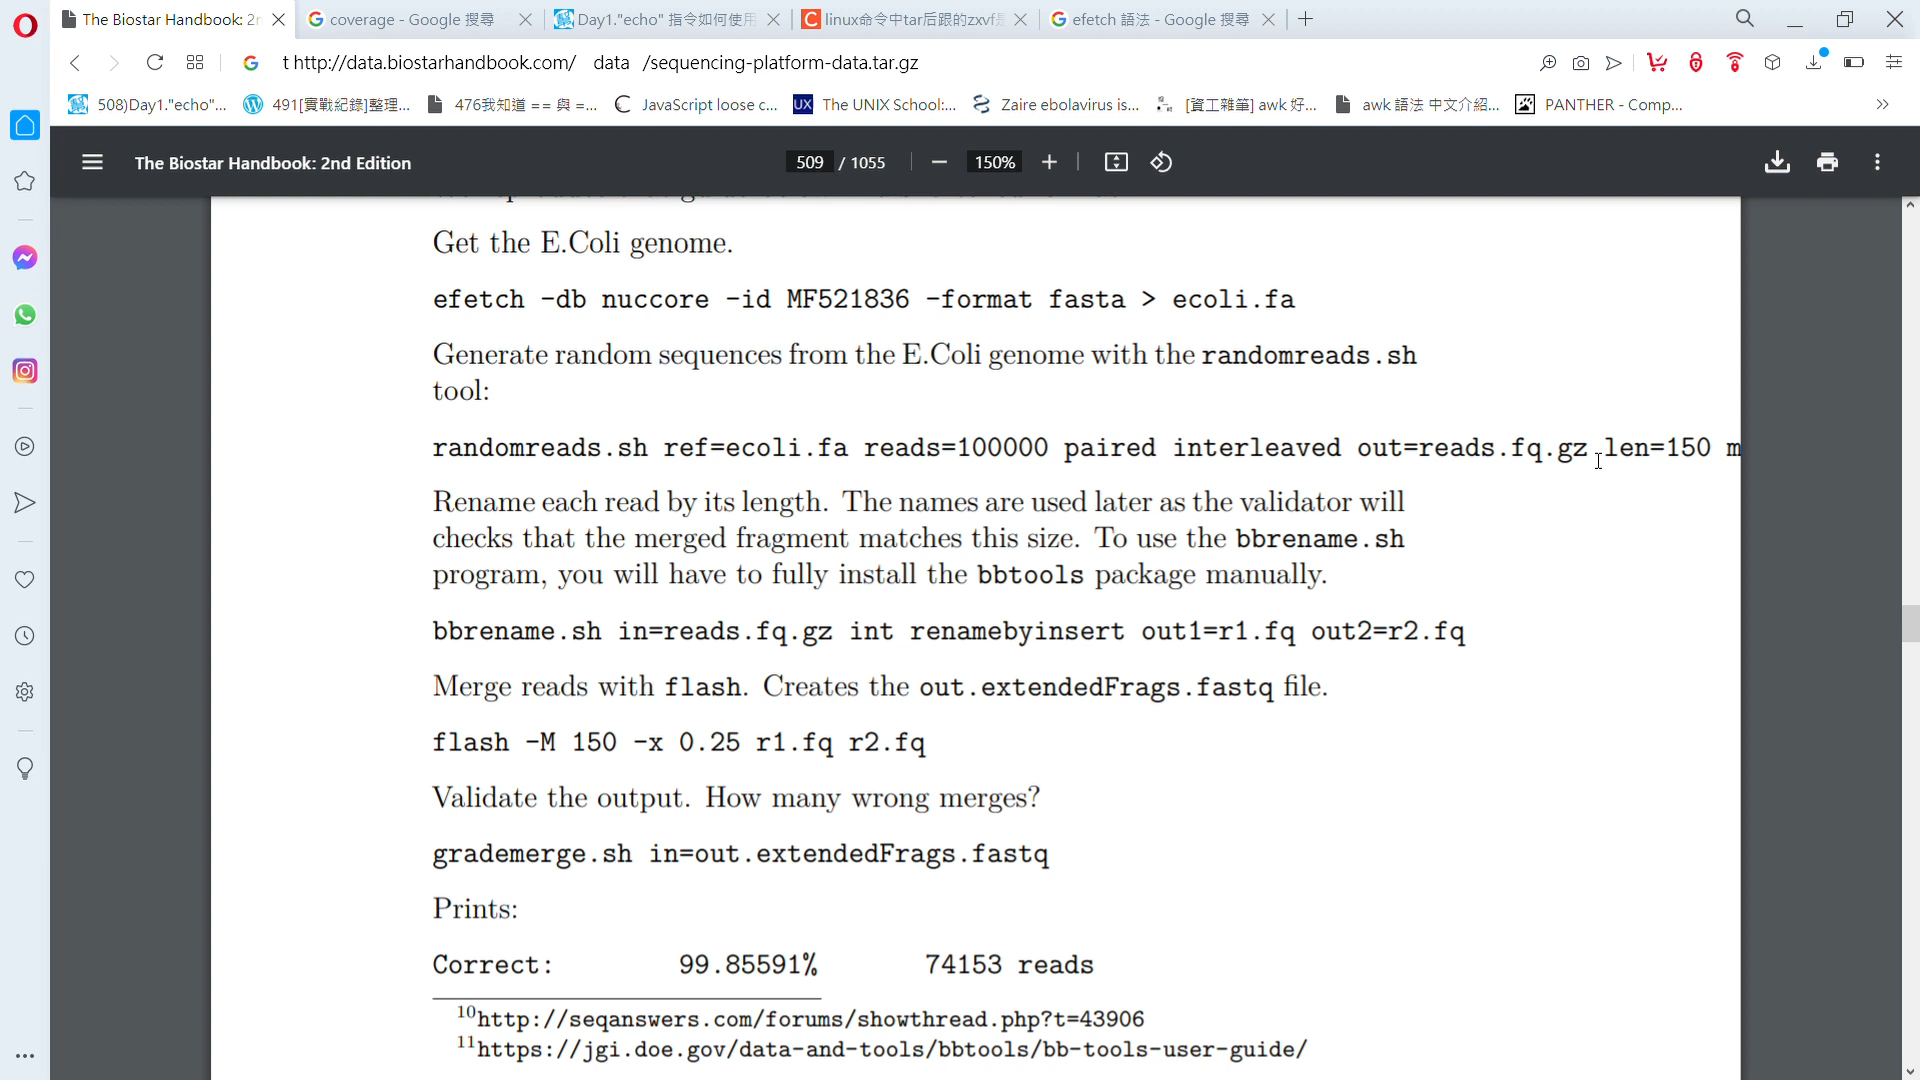 The Biostar Handbook: 2n
coverage - Google 搜尋
Day1."echo" 指令如何使用
linux命令中tar后跟的zxvf是
efetch 語法 - Google 搜尋
t http://data.biostarhandbook.com/ data /sequencing-platform-data.tar.gz
508)Day1."echo"...
491[實戰紀錄]整理...
476我知道 == 與 =...
JavaScript loose c...
UX The UNIX School:...
Zaire ebolavirus is...
[資工雜筆] awk 好...
awk 語法 中文介紹...
PANTHER - Comp...
The Biostar Handbook: 2nd Edition
509 / 1055
150%
Get the E.Coli genome.
efetch -db nuccore -id MF521836 -format fasta > ecoli.fa
Generate random sequences from the E.Coli genome with the randomreads.sh
tool:
randomreads.sh ref=ecoli.fa reads=100000 paired interleaved out=reads.fq.gz len=150 m
Rename each read by its length. The names are used later as the validator will
checks that the merged fragment matches this size. To use the bbrename.sh
program, you will have to fully install the bbtools package manually.
bbrename.sh in=reads.fq.gz int renamebyinsert out1=r1.fq out2=r2.fq
Merge reads with flash. Creates the out.extendedFrags.fastq file.
flash -M 150 -x 0.25 r1.fq r2.fq
Validate the output. How many wrong merges?
grademerge.sh in=out.extendedFrags.fastq
Prints:
Correct: 99.85591% 74153 reads
10http://seqanswers.com/forums/showthread.php?t=43906
11https://jgi.doe.gov/data-and-tools/bbtools/bb-tools-user-guide/